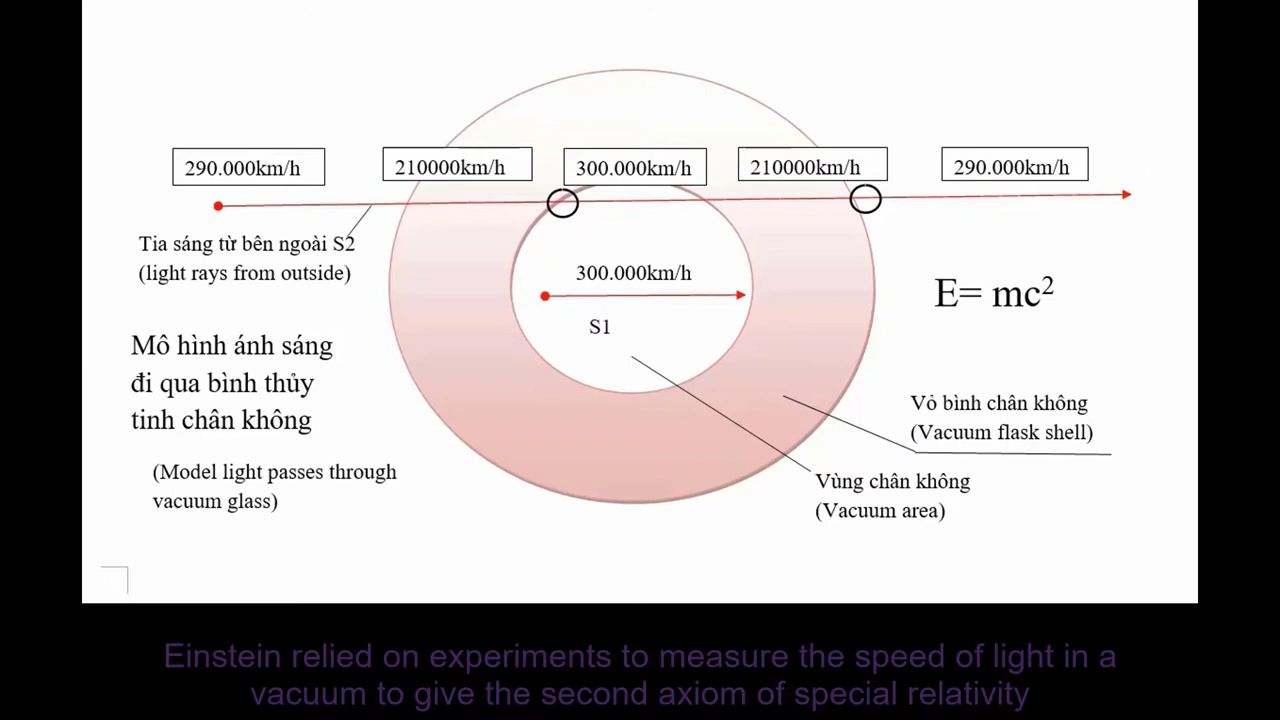 290.000km/h
210000km/h
300.000km/h
210000km/h
290.000km/h
Tia sáng từ bên ngoài S2
(light rays from outside)
300.000km/h
S1
E= mc²
Mô hình ánh sáng
đi qua bình thủy
tinh chân không
(Model light passes through
vacuum glass)
Vỏ bình chân không
(Vacuum flask shell)
Vùng chân không
(Vacuum area)
Einstein relied on experiments to measure the speed of light in a
vacuum to give the second axiom of special relativity